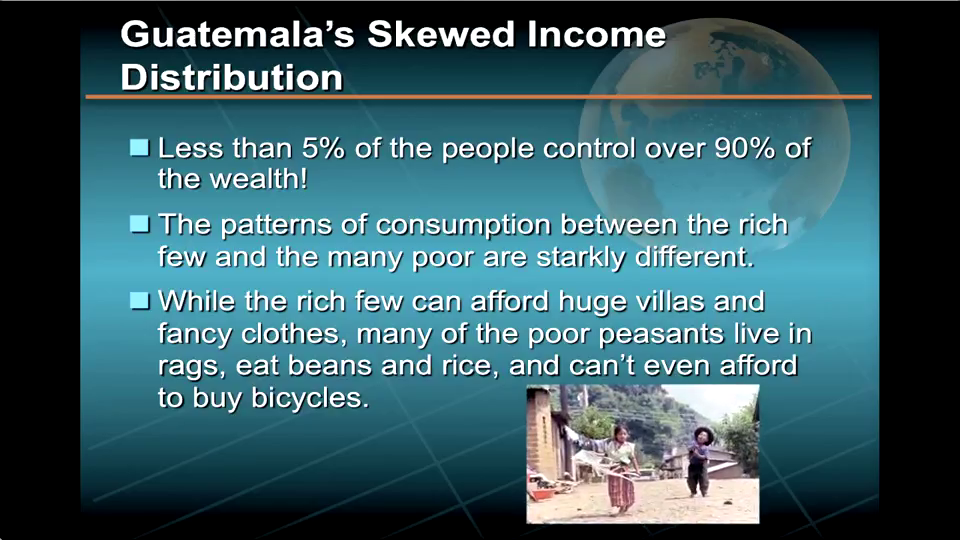 Guatemala’s Skewed Income
Distribution
Less than 5% of the people control over 90% of
the wealth!
The patterns of consumption between the rich
few and the many poor are starkly different.
While the rich few can afford huge villas and
fancy clothes, many of the poor peasants live in
rags, eat beans and rice, and can’t even afford
to buy bicycles.